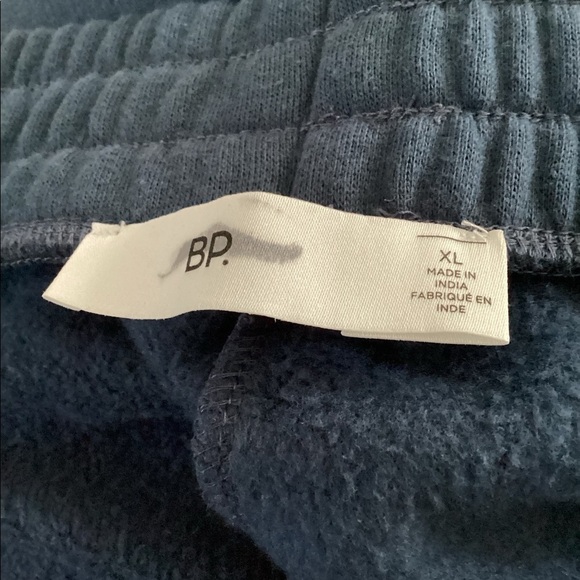 BP.
XL
MADE IN
INDIA
FABRIQUÉ EN
INDE